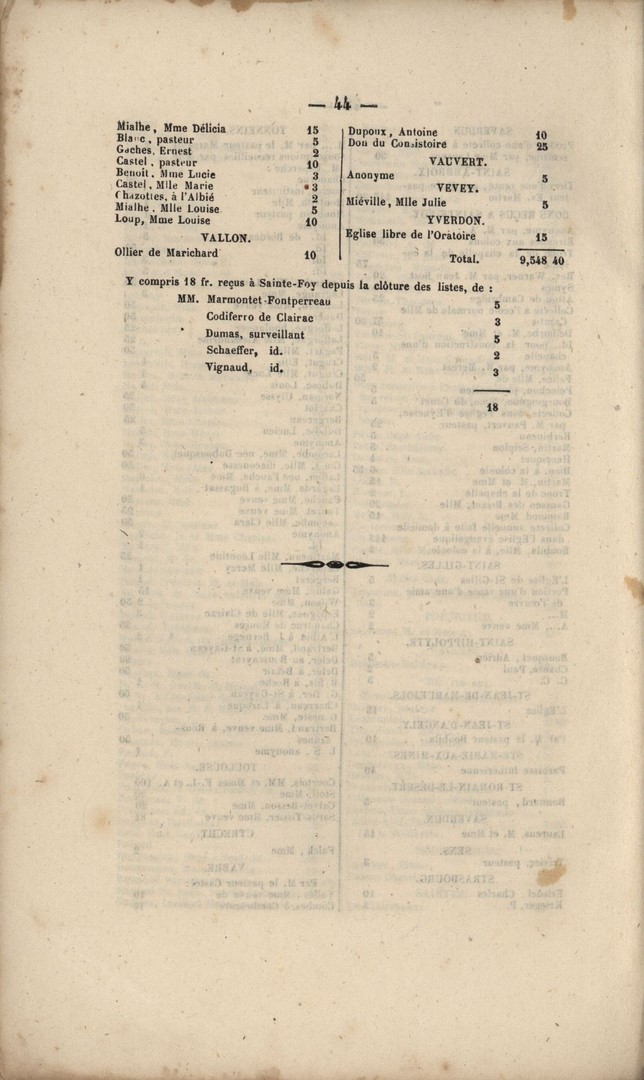 — 44 —
Mialhe, Mme Délicia 15
Blanc, pasteur 5
Gaches, Ernest 2
Castel, pasteur 10
Benoit, Mme Lucie 3
Castel, Mlle Marie 3
Chazottes, à l'Albié 2
Mialhe, Mlle Louise 5
Loup, Mme Louise 10
VALLON.
Ollier de Marichard 10
Dupoux, Antoine 10
Don du Consistoire 25
VAUVERT.
Anonyme 5
VEVEY.
Miéville, Mlle Julie 5
YVERDON.
Eglise libre de l'Oratoire 15
Total. 9,548 40
Y compris 18 fr. reçus à Sainte-Foy depuis la clôture des listes, de :
MM. Marmontet-Fontperreau 5
Codiferro de Clairac 3
Dumas, surveillant 5
Schaeffer, id. 2
Vignaud, id. 3
18